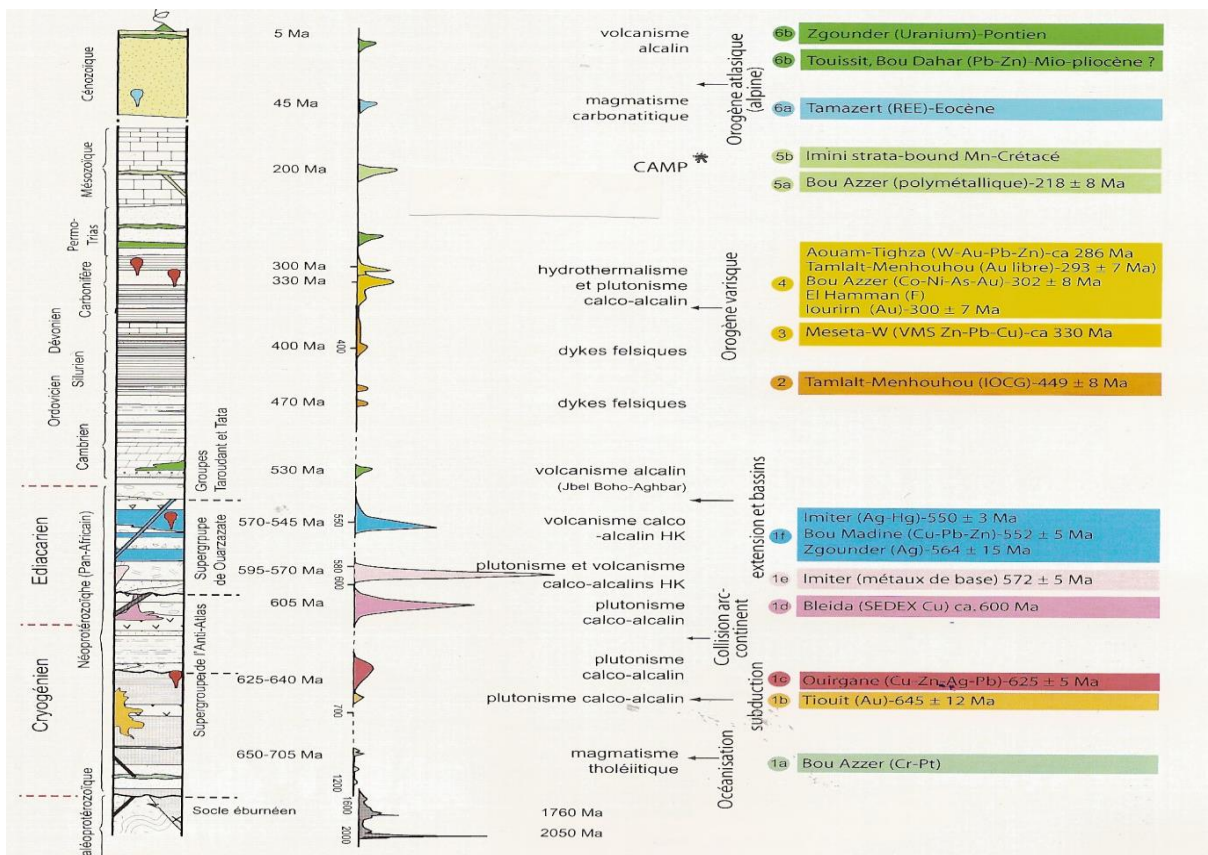 Cénozoïque
Mésozoïque
Permo-
Trias
Carbonifère
Dévonien
Silurien
Ordovicien
Cambrien
Groupes
Taroudant et Tata
Ediacarien
Néoprotérozoïqhe (Pan-Africain)
Supergrpupe
de Ouarzazate
Supergroupe de l'Anti-Atlas
Cryogénien
aléoprotérozoïque
Socle éburnéen
5 Ma
45 Ma
200 Ma
300 Ma
330 Ma
400 Ma
470 Ma
530 Ma
570-545 Ma
595-570 Ma
605 Ma
625-640 Ma
650-705 Ma
400
550
580
600
700
1200
1600
2000
1760 Ma
2050 Ma
volcanisme
alcalin
magmatisme
carbonatitique
CAMP *
hydrothermalisme
et plutonisme
calco-alcalin
dykes felsiques
dykes felsiques
volcanisme alcalin
(Jbel Boho-Aghbar)
volcanisme calco
-alcalin HK
plutonisme et volcanisme
calco-alcalins HK
plutonisme
calco-alcalin
plutonisme
calco-alcalin
plutonisme calco-alcalin
magmatisme
tholéiitique
Orogène atlasique
(alpine)
Orogène varisque
extension et bassins
Collision arc-
continent
subduction
Océanisation
6b Zgounder (Uranium)-Pontien
6b Touissit, Bou Dahar (Pb-Zn)-Mio-pliocène ?
6a Tamazert (REE)-Eocène
5b Imini strata-bound Mn-Crétacé
5a Bou Azzer (polymétallique)-218 ± 8 Ma
Aouam-Tighza (W-Au-Pb-Zn)-ca 286 Ma
Tamlalt-Menhouhou (Au libre)-293 ± 7 Ma)
4 Bou Azzer (Co-Ni-As-Au)-302 ± 8 Ma
El Hamman (F)
Iourirn (Au)-300 ± 7 Ma
3 Meseta-W (VMS Zn-Pb-Cu)-ca 330 Ma
2 Tamlalt-Menhouhou (IOCG)-449 ± 8 Ma
Imiter (Ag-Hg)-550 ± 3 Ma
1f Bou Madine (Cu-Pb-Zn)-552 ± 5 Ma
Zgounder (Ag)-564 ± 15 Ma
1e Imiter (métaux de base) 572 ± 5 Ma
1d Bleida (SEDEX Cu) ca. 600 Ma
1c Ouirgane (Cu-Zn-Ag-Pb)-625 ± 5 Ma
1b Tiouit (Au)-645 ± 12 Ma
1a Bou Azzer (Cr-Pt)